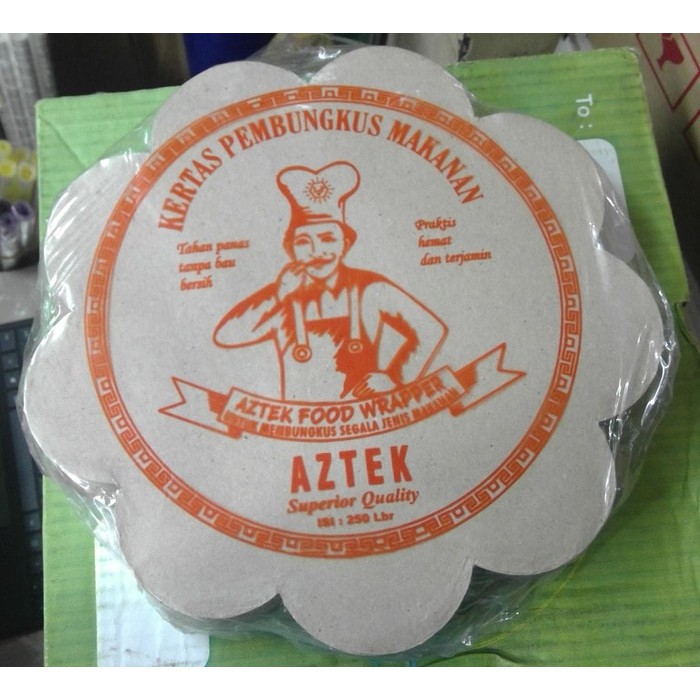 To:
KERTAS PEMBUNGKUS MAKANAN
Tahan panas
tanpa bau
bersih
Praktis
hemat
dan terjamin
AZTEK FOOD WRAPPER
UNTUK MEMBUNGKUS SEGALA JENIS MAKANAN
AZTEK
Superior Quality
ISI : 250 Lbr